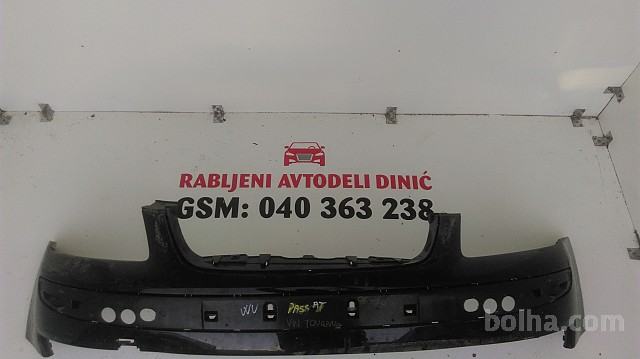 RABLJENI AVTODELI DINIĆ
GSM: 040 363 238
VW PASSAT
VW TOURAN
bolha.com